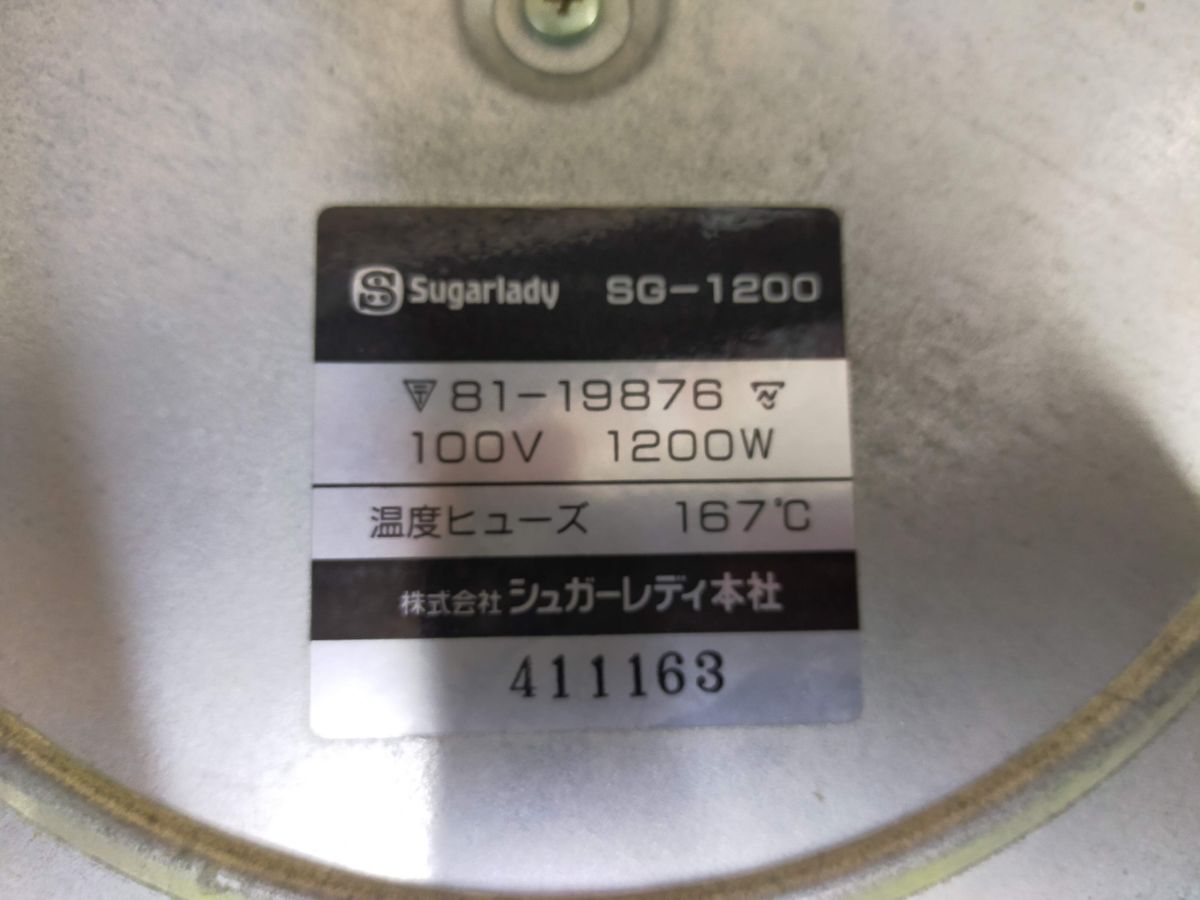 Sugarlady SG-1200
〒81-19876
100V 1200W
温度ヒューズ 167℃
株式会社 シュガーレディ本社
411163